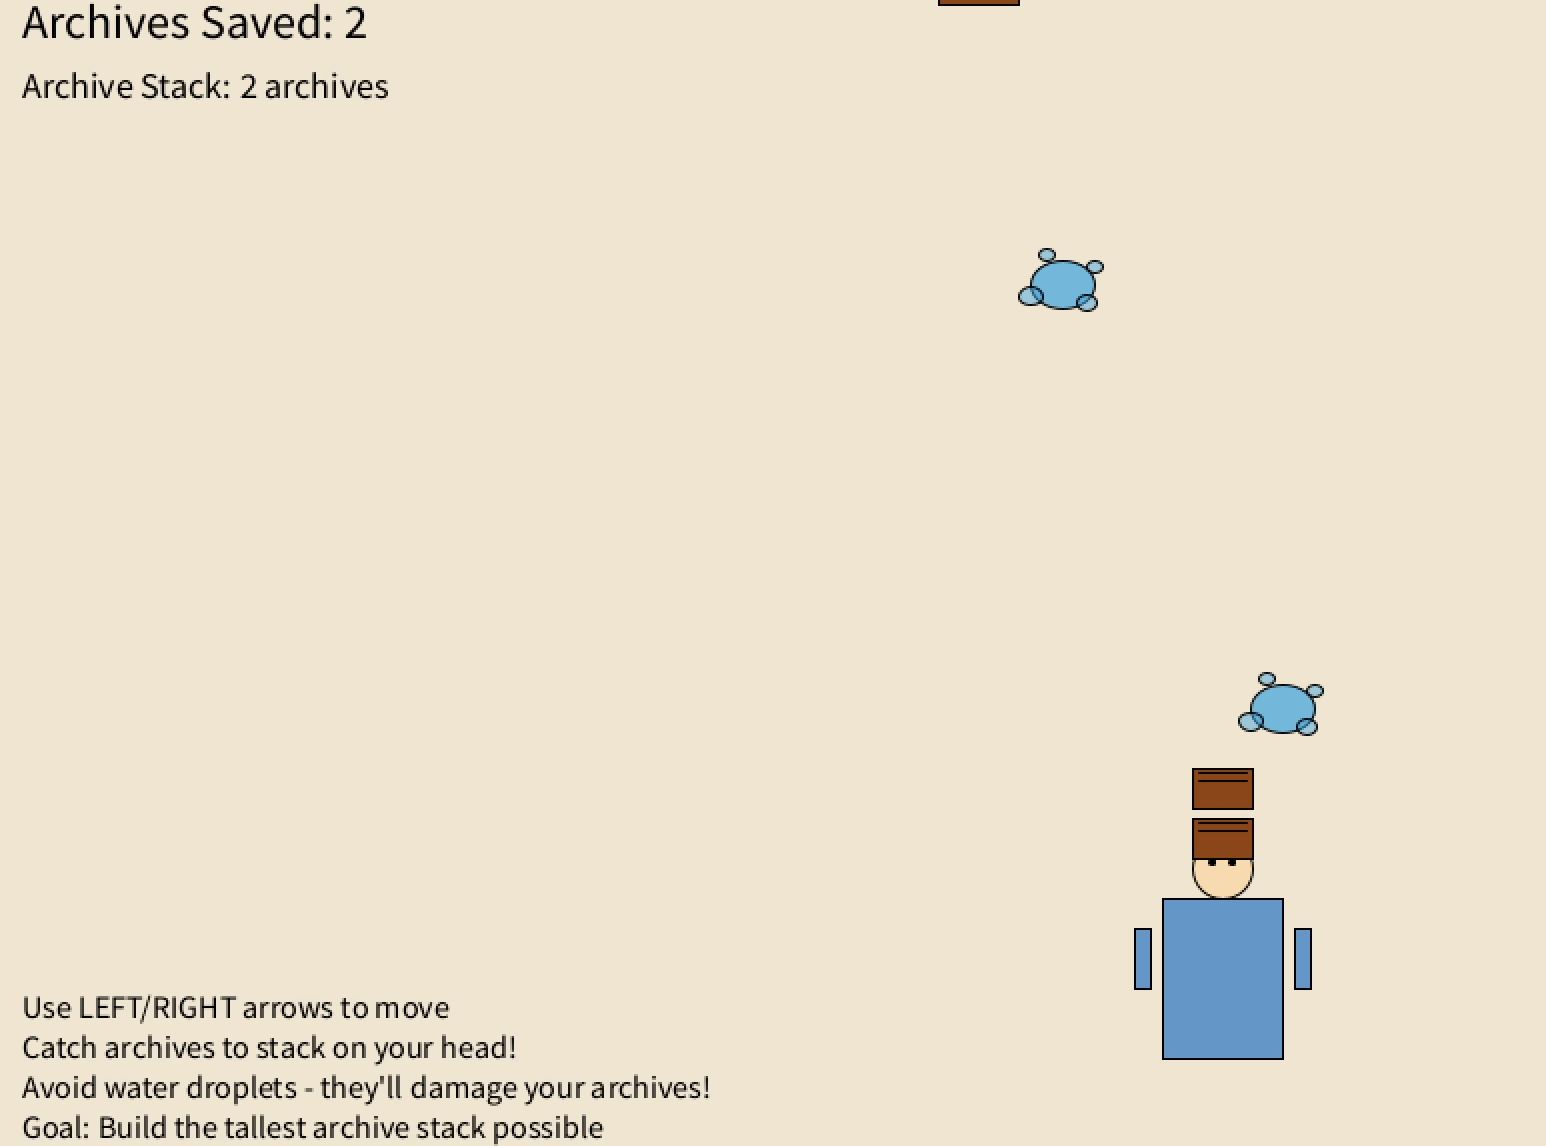 Archives Saved: 2
Archive Stack: 2 archives
Use LEFT/RIGHT arrows to move
Catch archives to stack on your head!
Avoid water droplets - they'll damage your archives!
Goal: Build the tallest archive stack possible